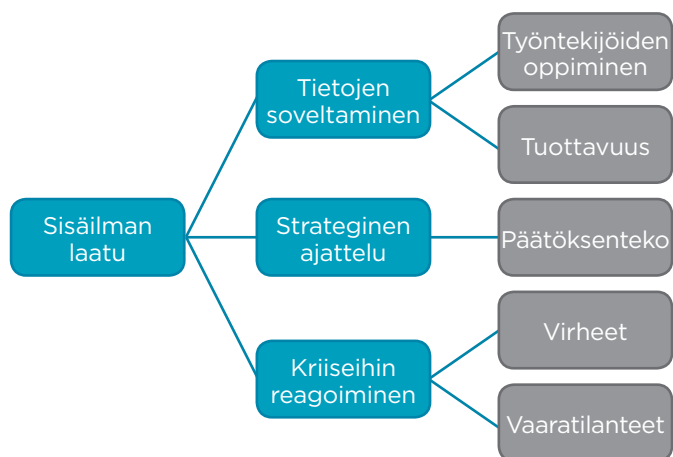 Työntekijöiden
oppiminen
Tietojen
soveltaminen
Tuottavuus
Sisäilman
laatu
Strateginen
ajattelu
Päätöksenteko
Virheet
Kriiseihin
reagoiminen
Vaaratilanteet